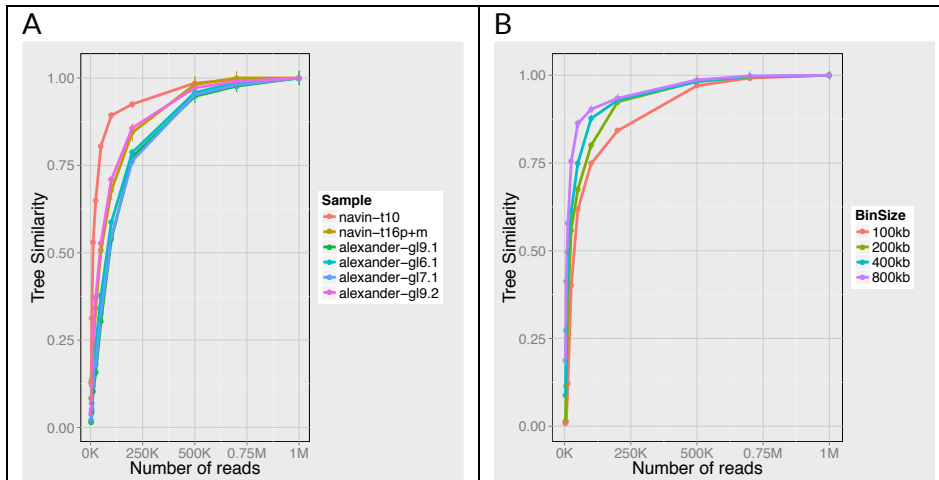 A
Tree Similarity
1.00
0.75
0.50
0.25
0.00
0K
250K
500K
0.75M
1M
Number of reads
Sample
navin-t10
navin-t16p+m
alexander-gl9.1
alexander-gl6.1
alexander-gl7.1
alexander-gl9.2
B
Tree Similarity
1.00
0.75
0.50
0.25
0.00
0K
250K
500K
0.75M
1M
Number of reads
BinSize
100kb
200kb
400kb
800kb